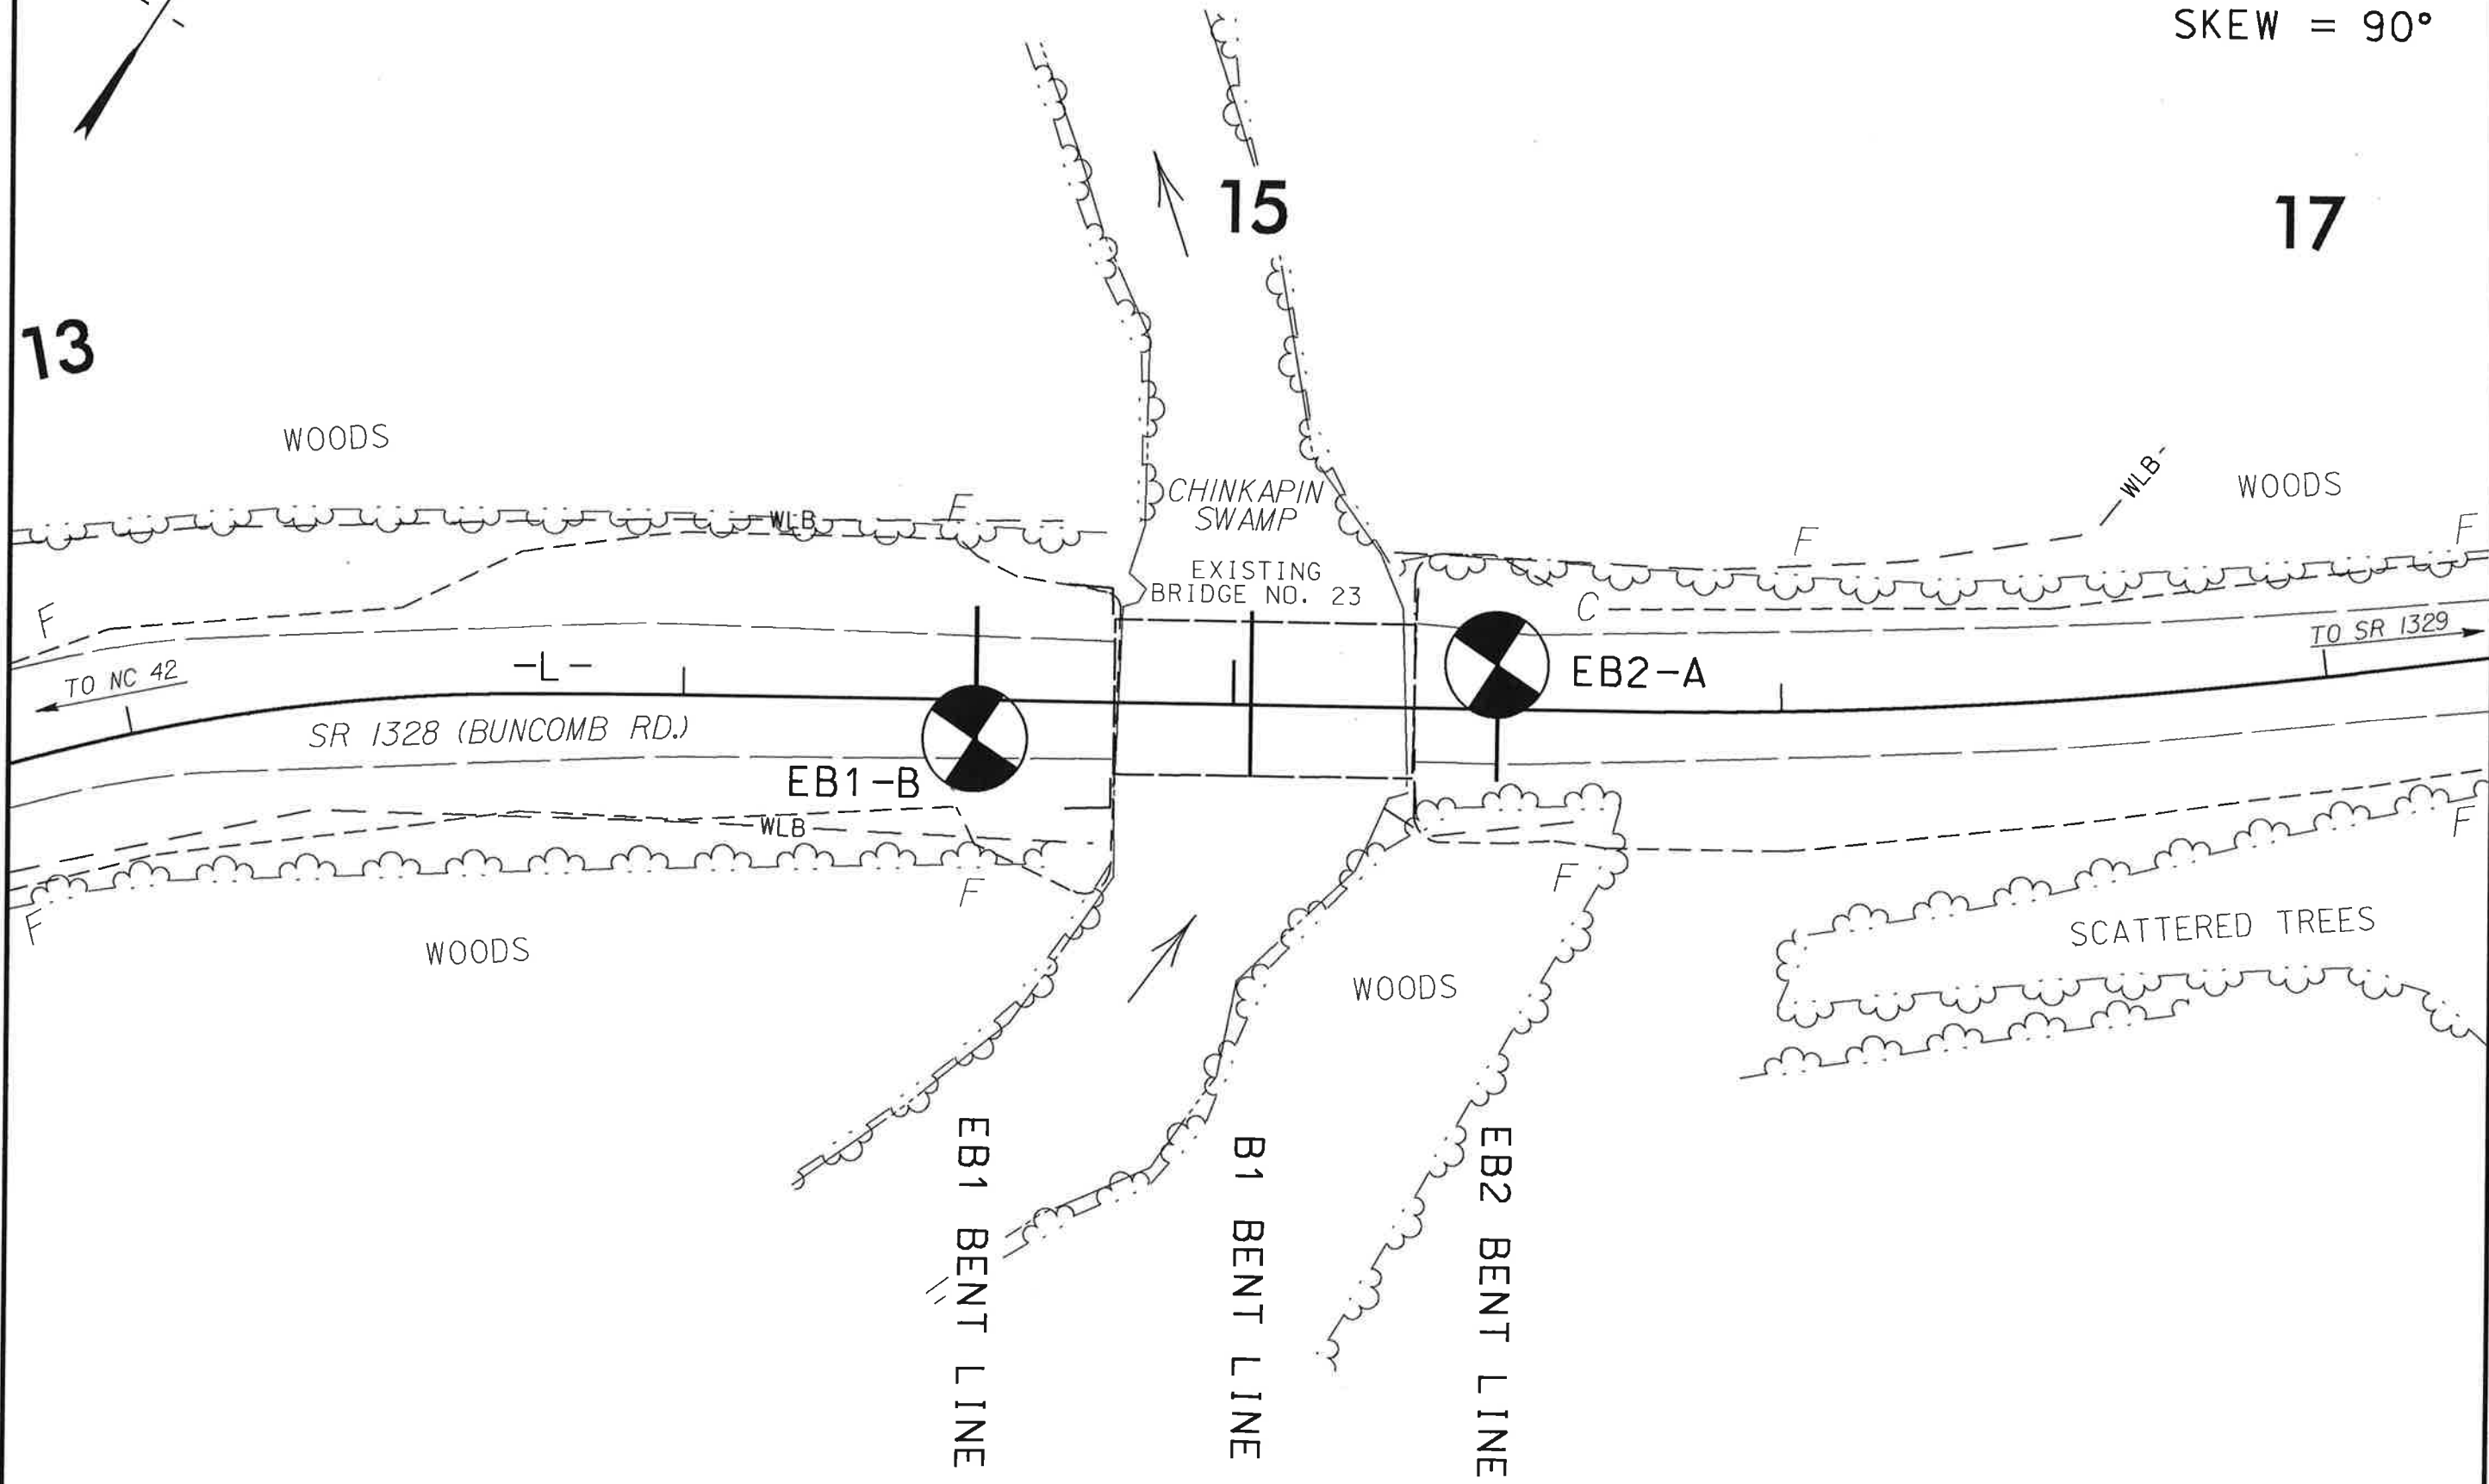 SKEW = 90°
15
17
13
WOODS
CHINKAPIN
SWAMP
WLB
WOODS
WLB
F
F
F
EXISTING
BRIDGE NO. 23
C
F
TO SR 1329
-L-
TO NC 42
EB2-A
SR 1328 (BUNCOMB RD.)
EB1-B
WLB
F
F
F
F
WOODS
SCATTERED TREES
WOODS
EB1 BENT LINE
B1 BENT LINE
EB2 BENT LINE